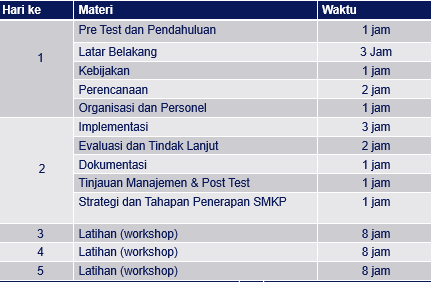 Hari ke Materi Waktu
1
Pre Test dan Pendahuluan 1 jam
Latar Belakang 3 Jam
Kebijakan 1 jam
Perencanaan 2 jam
Organisasi dan Personel 1 jam
2
Implementasi 3 jam
Evaluasi dan Tindak Lanjut 2 jam
Dokumentasi 1 jam
Tinjauan Manajemen & Post Test 1 jam
Strategi dan Tahapan Penerapan SMKP 1 jam
3 Latihan (workshop) 8 jam
4 Latihan (workshop) 8 jam
5 Latihan (workshop) 8 jam